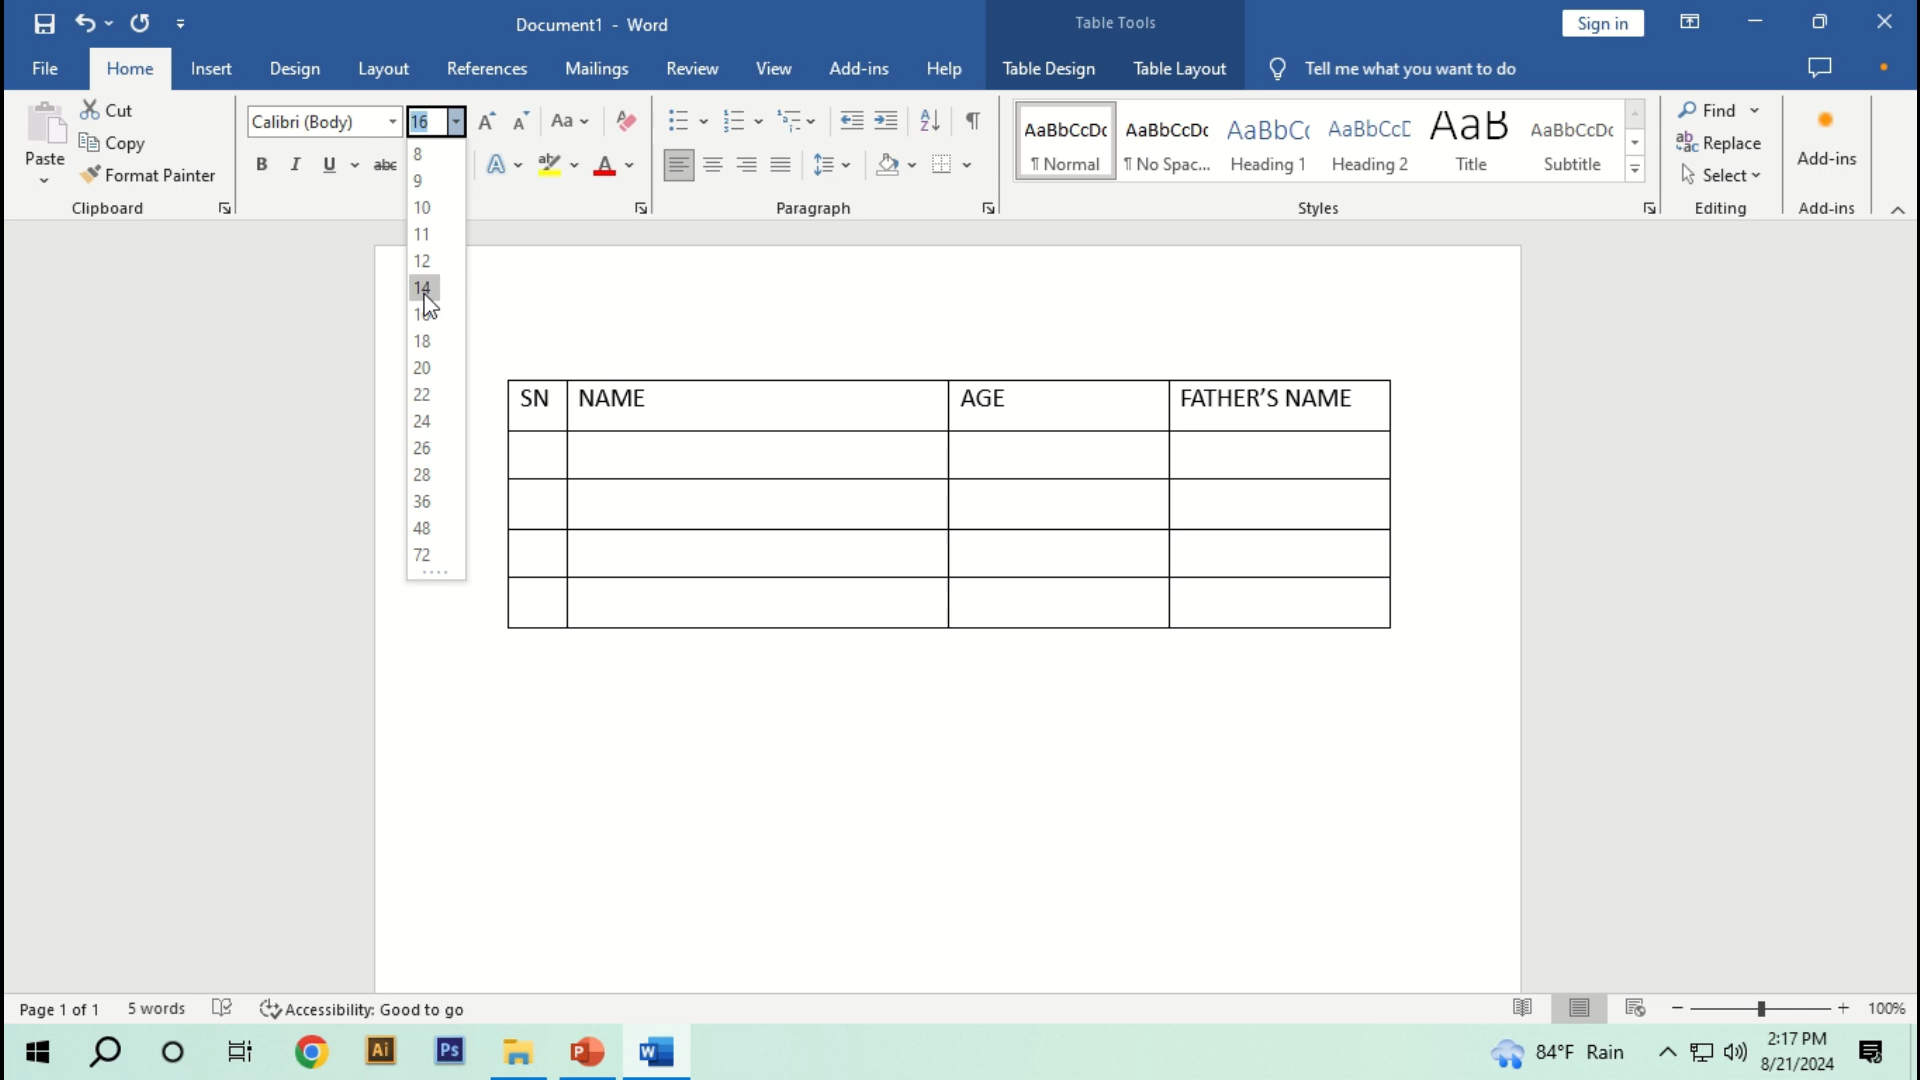 Document1 - Word
Table Tools
Sign in
File Home Insert Design Layout References Mailings Review View Add-ins Help Table Design Table Layout Tell me what you want to do
Cut
Copy
Format Painter
Paste
Clipboard
Calibri (Body) 16
Aa
B I U abc A A
Paragraph
AaBbCcDc AaBbCcDc AaBbC AaBbCcD AaB AaBbCcDc
¶ Normal ¶ No Spac... Heading 1 Heading 2 Title Subtitle
Styles
Find
Replace
Select
Editing
Add-ins
Add-ins
8
9
10
11
12
14
18
20
22
24
26
28
36
48
72
SN NAME AGE FATHER'S NAME
Page 1 of 1 5 words Accessibility: Good to go 100%
Ai Ps P W 84°F Rain 2:17 PM
8/21/2024